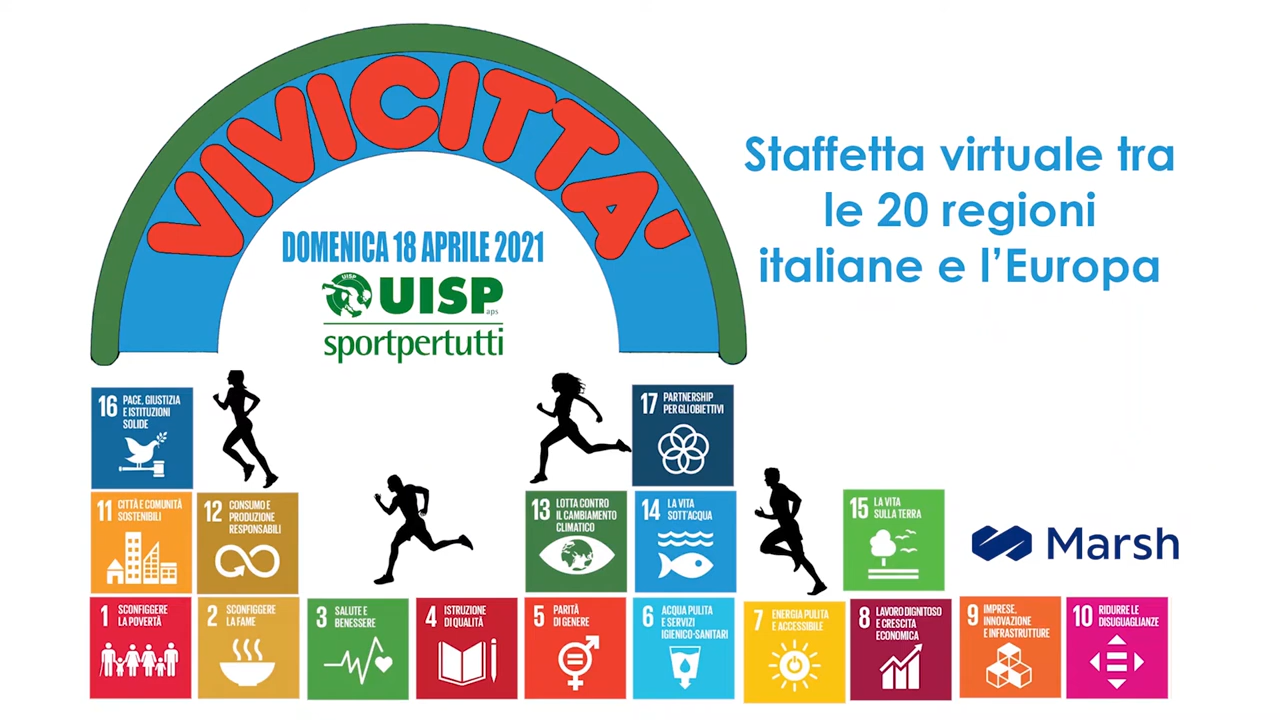 VIVICITTA'
DOMENICA 18 APRILE 2021
UISP
UISP
aps
sportpertutti
Staffetta virtuale tra
le 20 regioni
italiane e l’Europa
16 PACE, GIUSTIZIA
E ISTITUZIONI
SOLIDE
17 PARTNERSHIP
PER GLI OBIETTIVI
11 CITTÀ E COMUNITÀ
SOSTENIBILI
12 CONSUMO E
PRODUZIONE
RESPONSABILI
13 LOTTA CONTRO
IL CAMBIAMENTO
CLIMATICO
14 LA VITA
SOTT'ACQUA
15 LA VITA
SULLA TERRA
Marsh
1 SCONFIGGERE
LA POVERTÀ
2 SCONFIGGERE
LA FAME
3 SALUTE E
BENESSERE
4 ISTRUZIONE
DI QUALITÀ
5 PARITÀ
DI GENERE
6 ACQUA PULITA
E SERVIZI
IGIENICO-SANITARI
7 ENERGIA PULITA
E ACCESSIBILE
8 LAVORO DIGNITOSO
E CRESCITA
ECONOMICA
9 IMPRESE,
INNOVAZIONE
E INFRASTRUTTURE
10 RIDURRE LE
DISUGUAGLIANZE